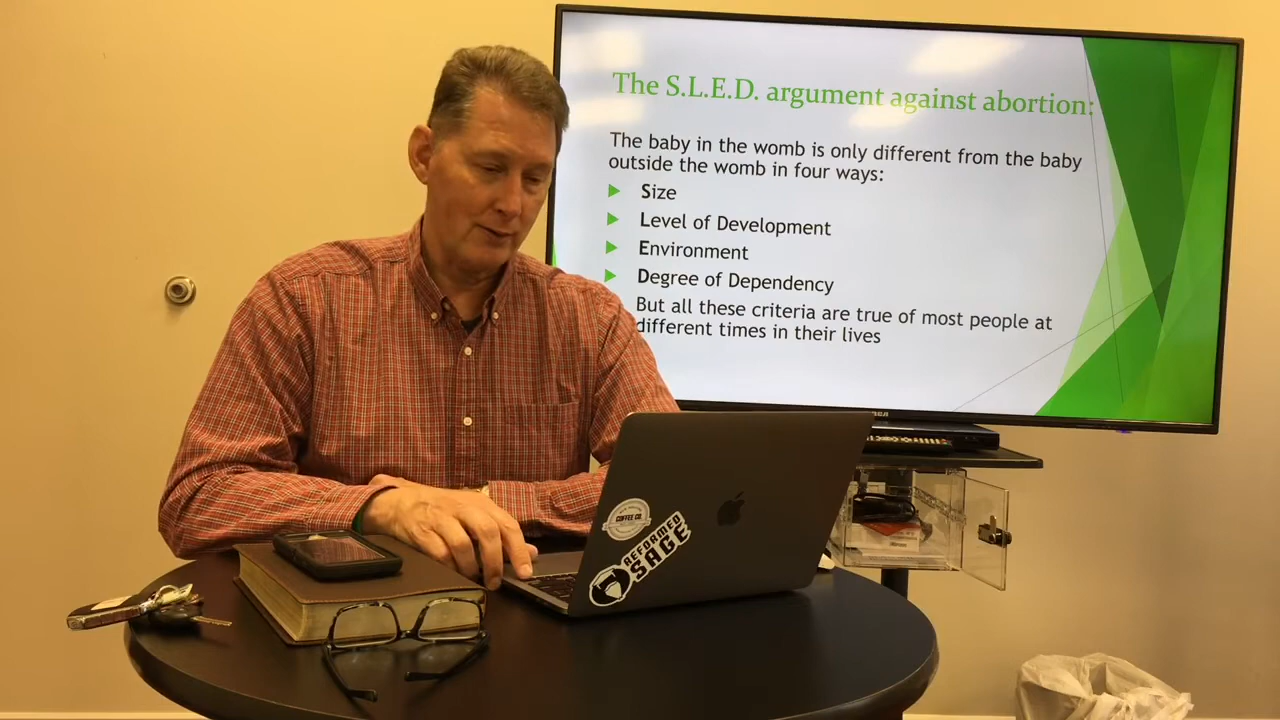 The S.L.E.D. argument against abortion:
The baby in the womb is only different from the baby
outside the womb in four ways:
Size
Level of Development
Environment
Degree of Dependency
But all these criteria are true of most people at
different times in their lives
RCA
COFFEE CO.
REFORMED
SAGE